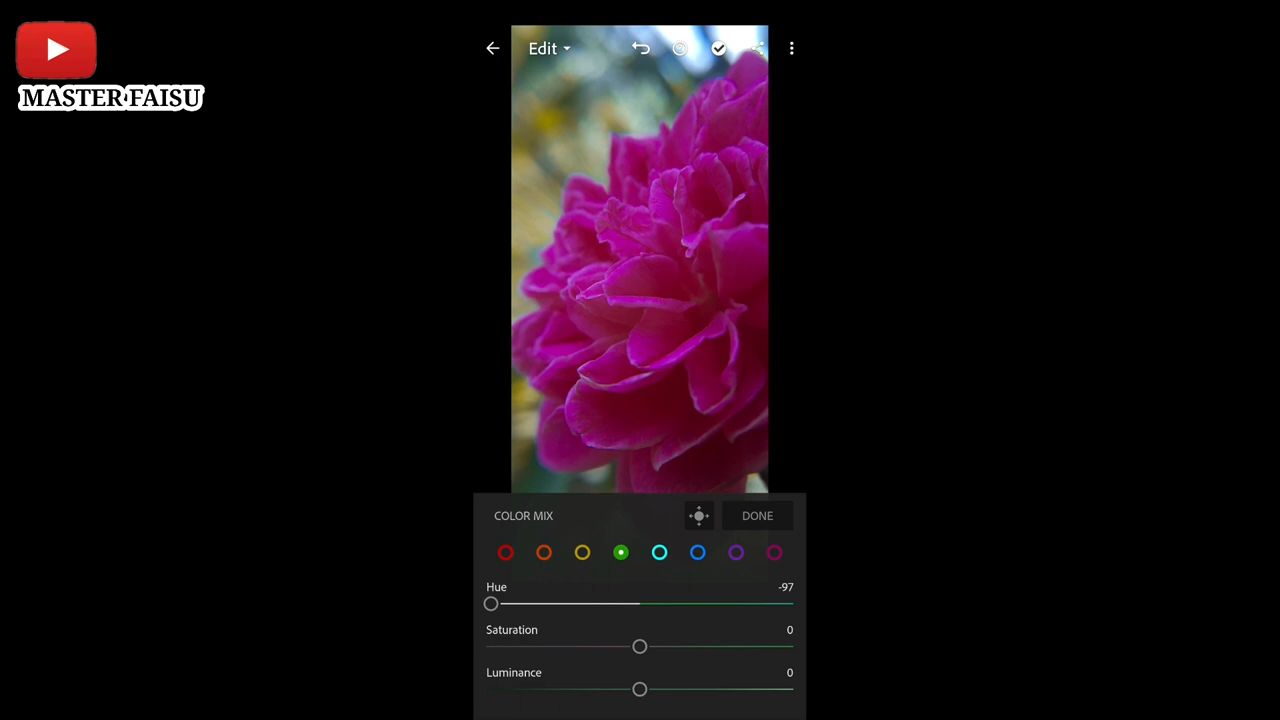 MASTER FAISU
Edit
COLOR MIX
DONE
Hue
-97
Saturation
0
Luminance
0